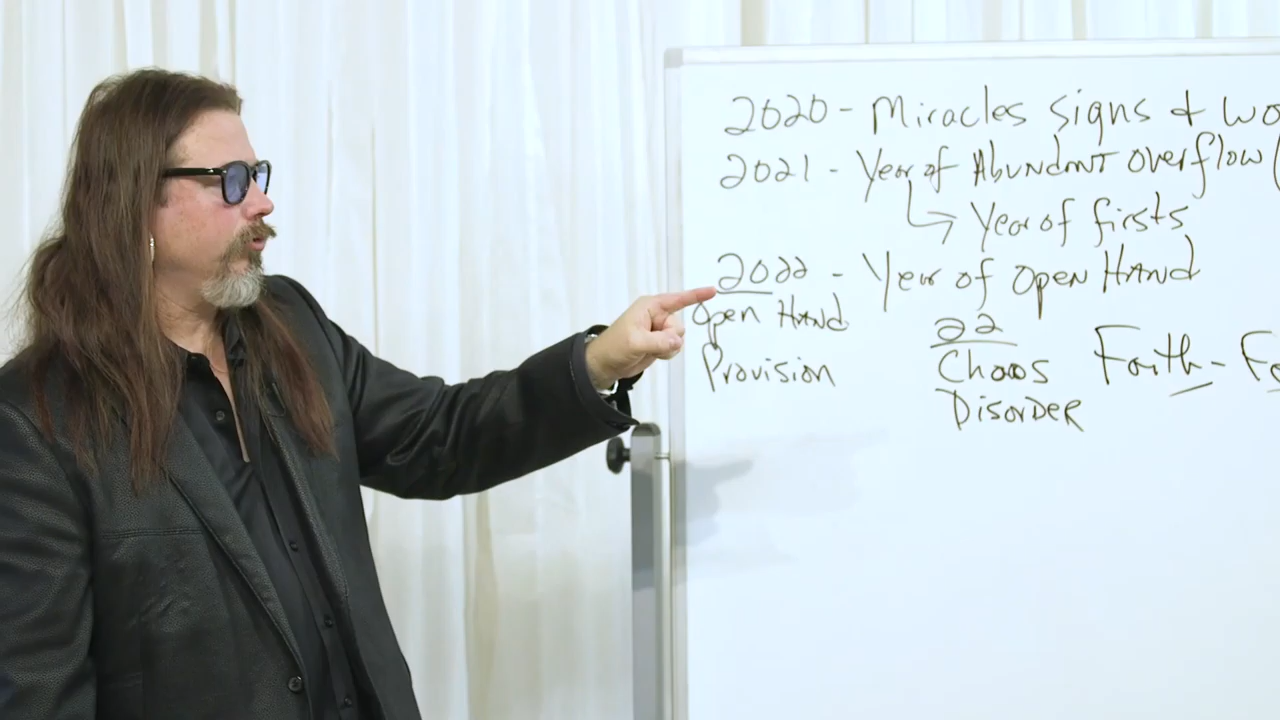 2020 - Miracles signs & wo
2021 - Year of Abundant overflow (
Year of firsts
2022 - Year of Open Hand
Open Hand
Provision
22
Chaos
Disorder
Faith - Fe